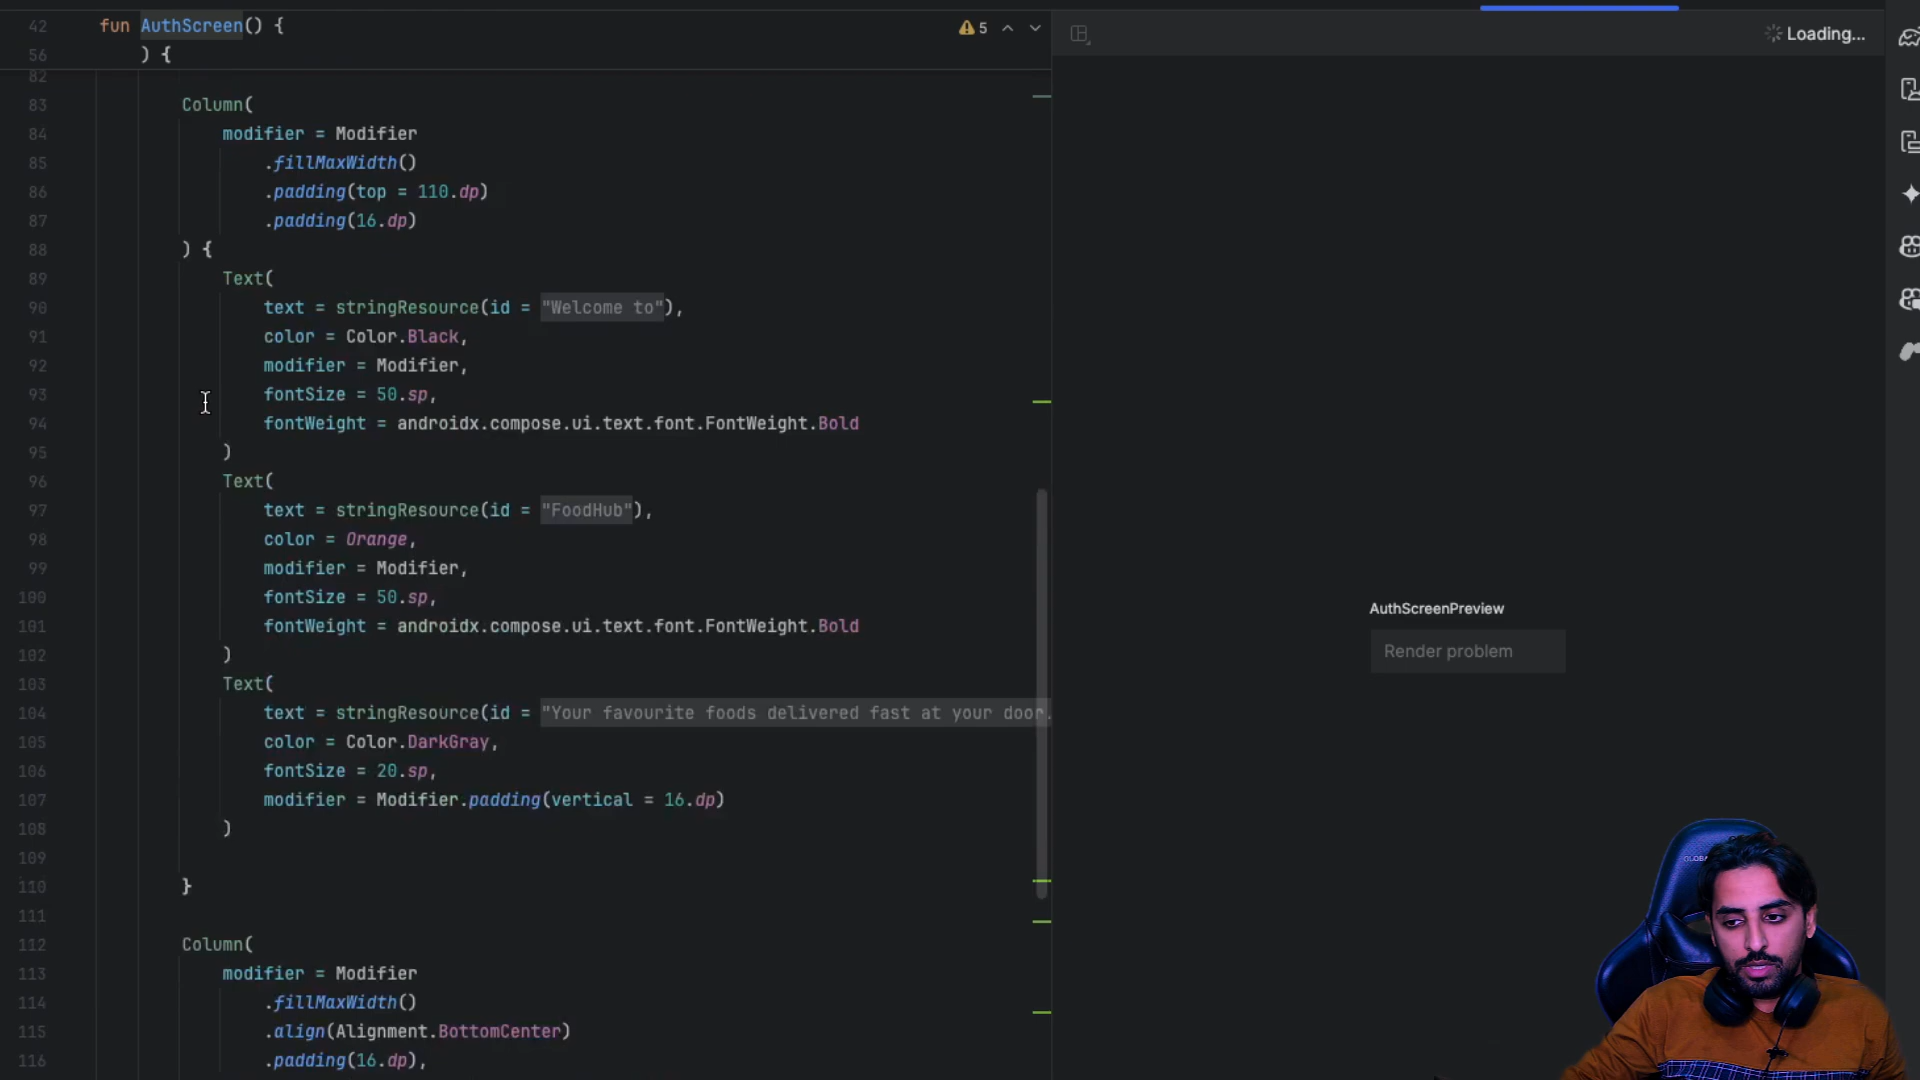 42 fun AuthScreen() {
56 ) {
5
Loading...
82
83 Column(
84 modifier = Modifier
85 .fillMaxWidth()
86 .padding(top = 110.dp)
87 .padding(16.dp)
88 ) {
89 Text(
90 text = stringResource(id = "Welcome to"),
91 color = Color.Black,
92 modifier = Modifier,
93 fontSize = 50.sp,
94 fontWeight = androidx.compose.ui.text.font.FontWeight.Bold
95 )
96 Text(
97 text = stringResource(id = "FoodHub"),
98 color = Orange,
99 modifier = Modifier,
100 fontSize = 50.sp,
101 fontWeight = androidx.compose.ui.text.font.FontWeight.Bold
102 )
103 Text(
104 text = stringResource(id = "Your favourite foods delivered fast at your door.
105 color = Color.DarkGray,
106 fontSize = 20.sp,
107 modifier = Modifier.padding(vertical = 16.dp)
108 )
109
110 }
111
112 Column(
113 modifier = Modifier
114 .fillMaxWidth()
115 .align(Alignment.BottomCenter)
116 .padding(16.dp),
AuthScreenPreview
Render problem